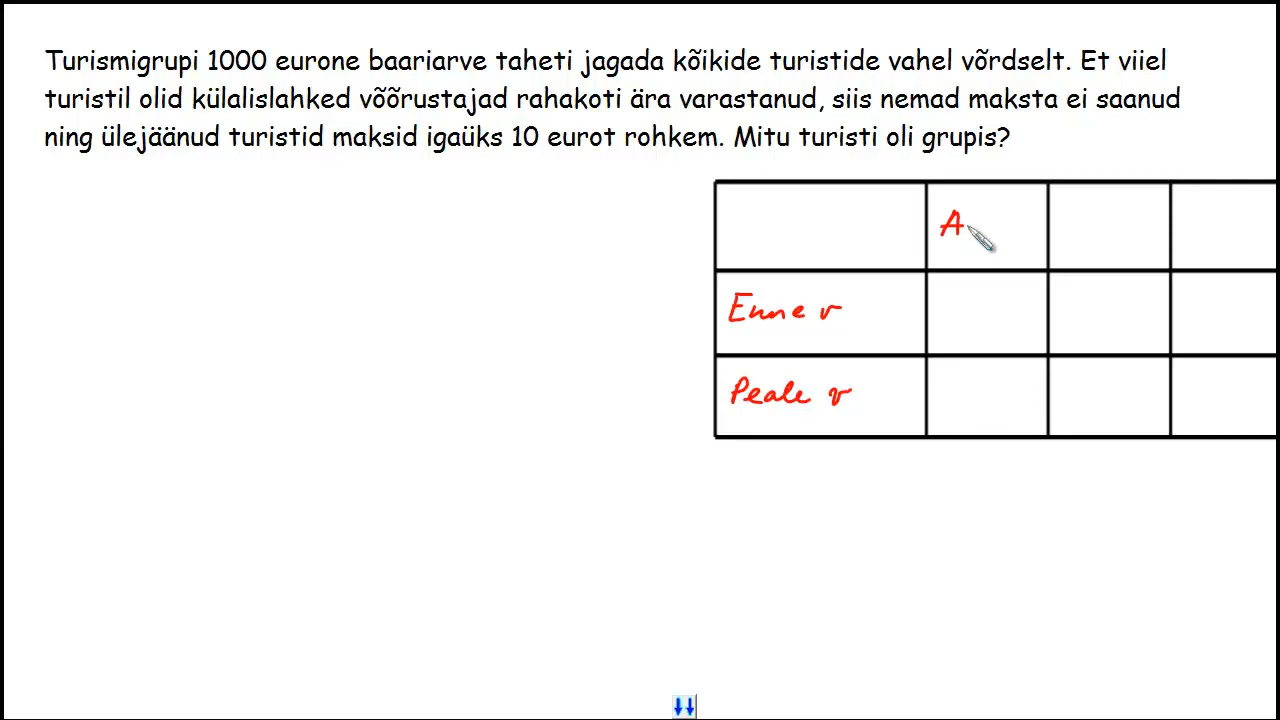 Turismigrupi 1000 eurone baariarve taheti jagada kõikide turistide vahel võrdselt. Et viiel
turistil olid külalislahked võõrustajad rahakoti ära varastanud, siis nemad maksta ei saanud
ning ülejäänud turistid maksid igaüks 10 eurot rohkem. Mitu turisti oli grupis?
A
Enne v
Peale v